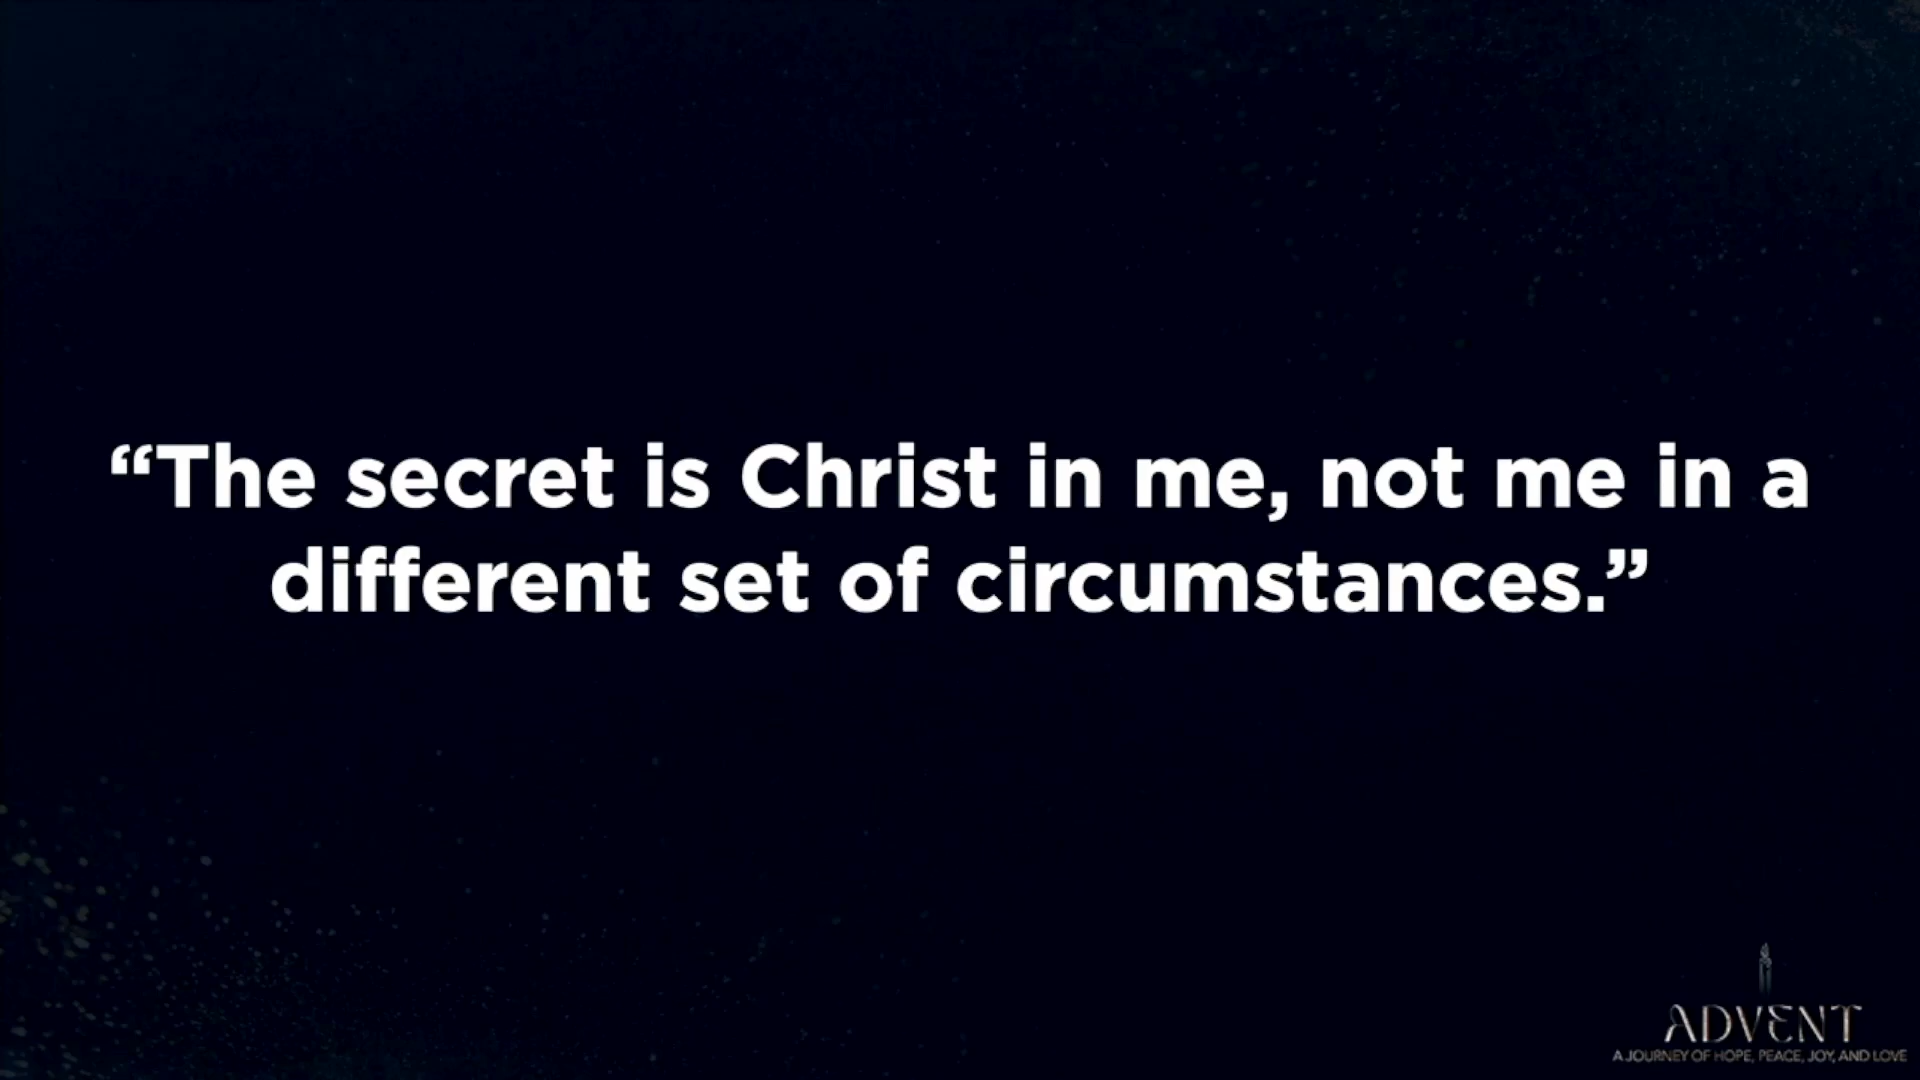 “The secret is Christ in me, not me in a
different set of circumstances.”
ADVENT
A JOURNEY OF HOPE, PEACE, JOY, AND LOVE